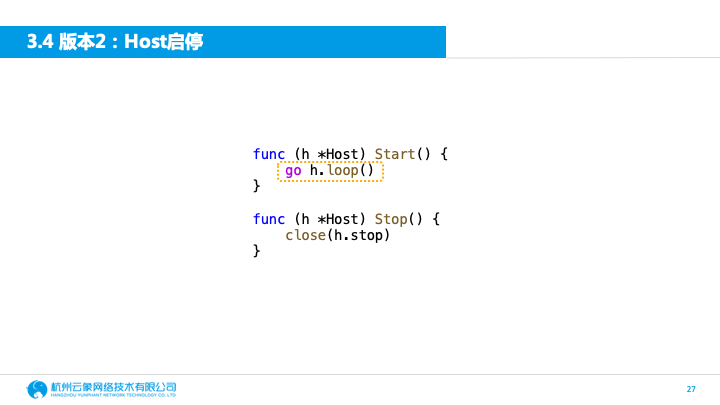 3.4 版本2：Host启停
func (h *Host) Start() {
    go h.loop()
}
func (h *Host) Stop() {
    close(h.stop)
}
杭州云象网络技术有限公司
HANGZHOU YUNPHANT NETWORK TECHNOLOGY CO. LTD
27